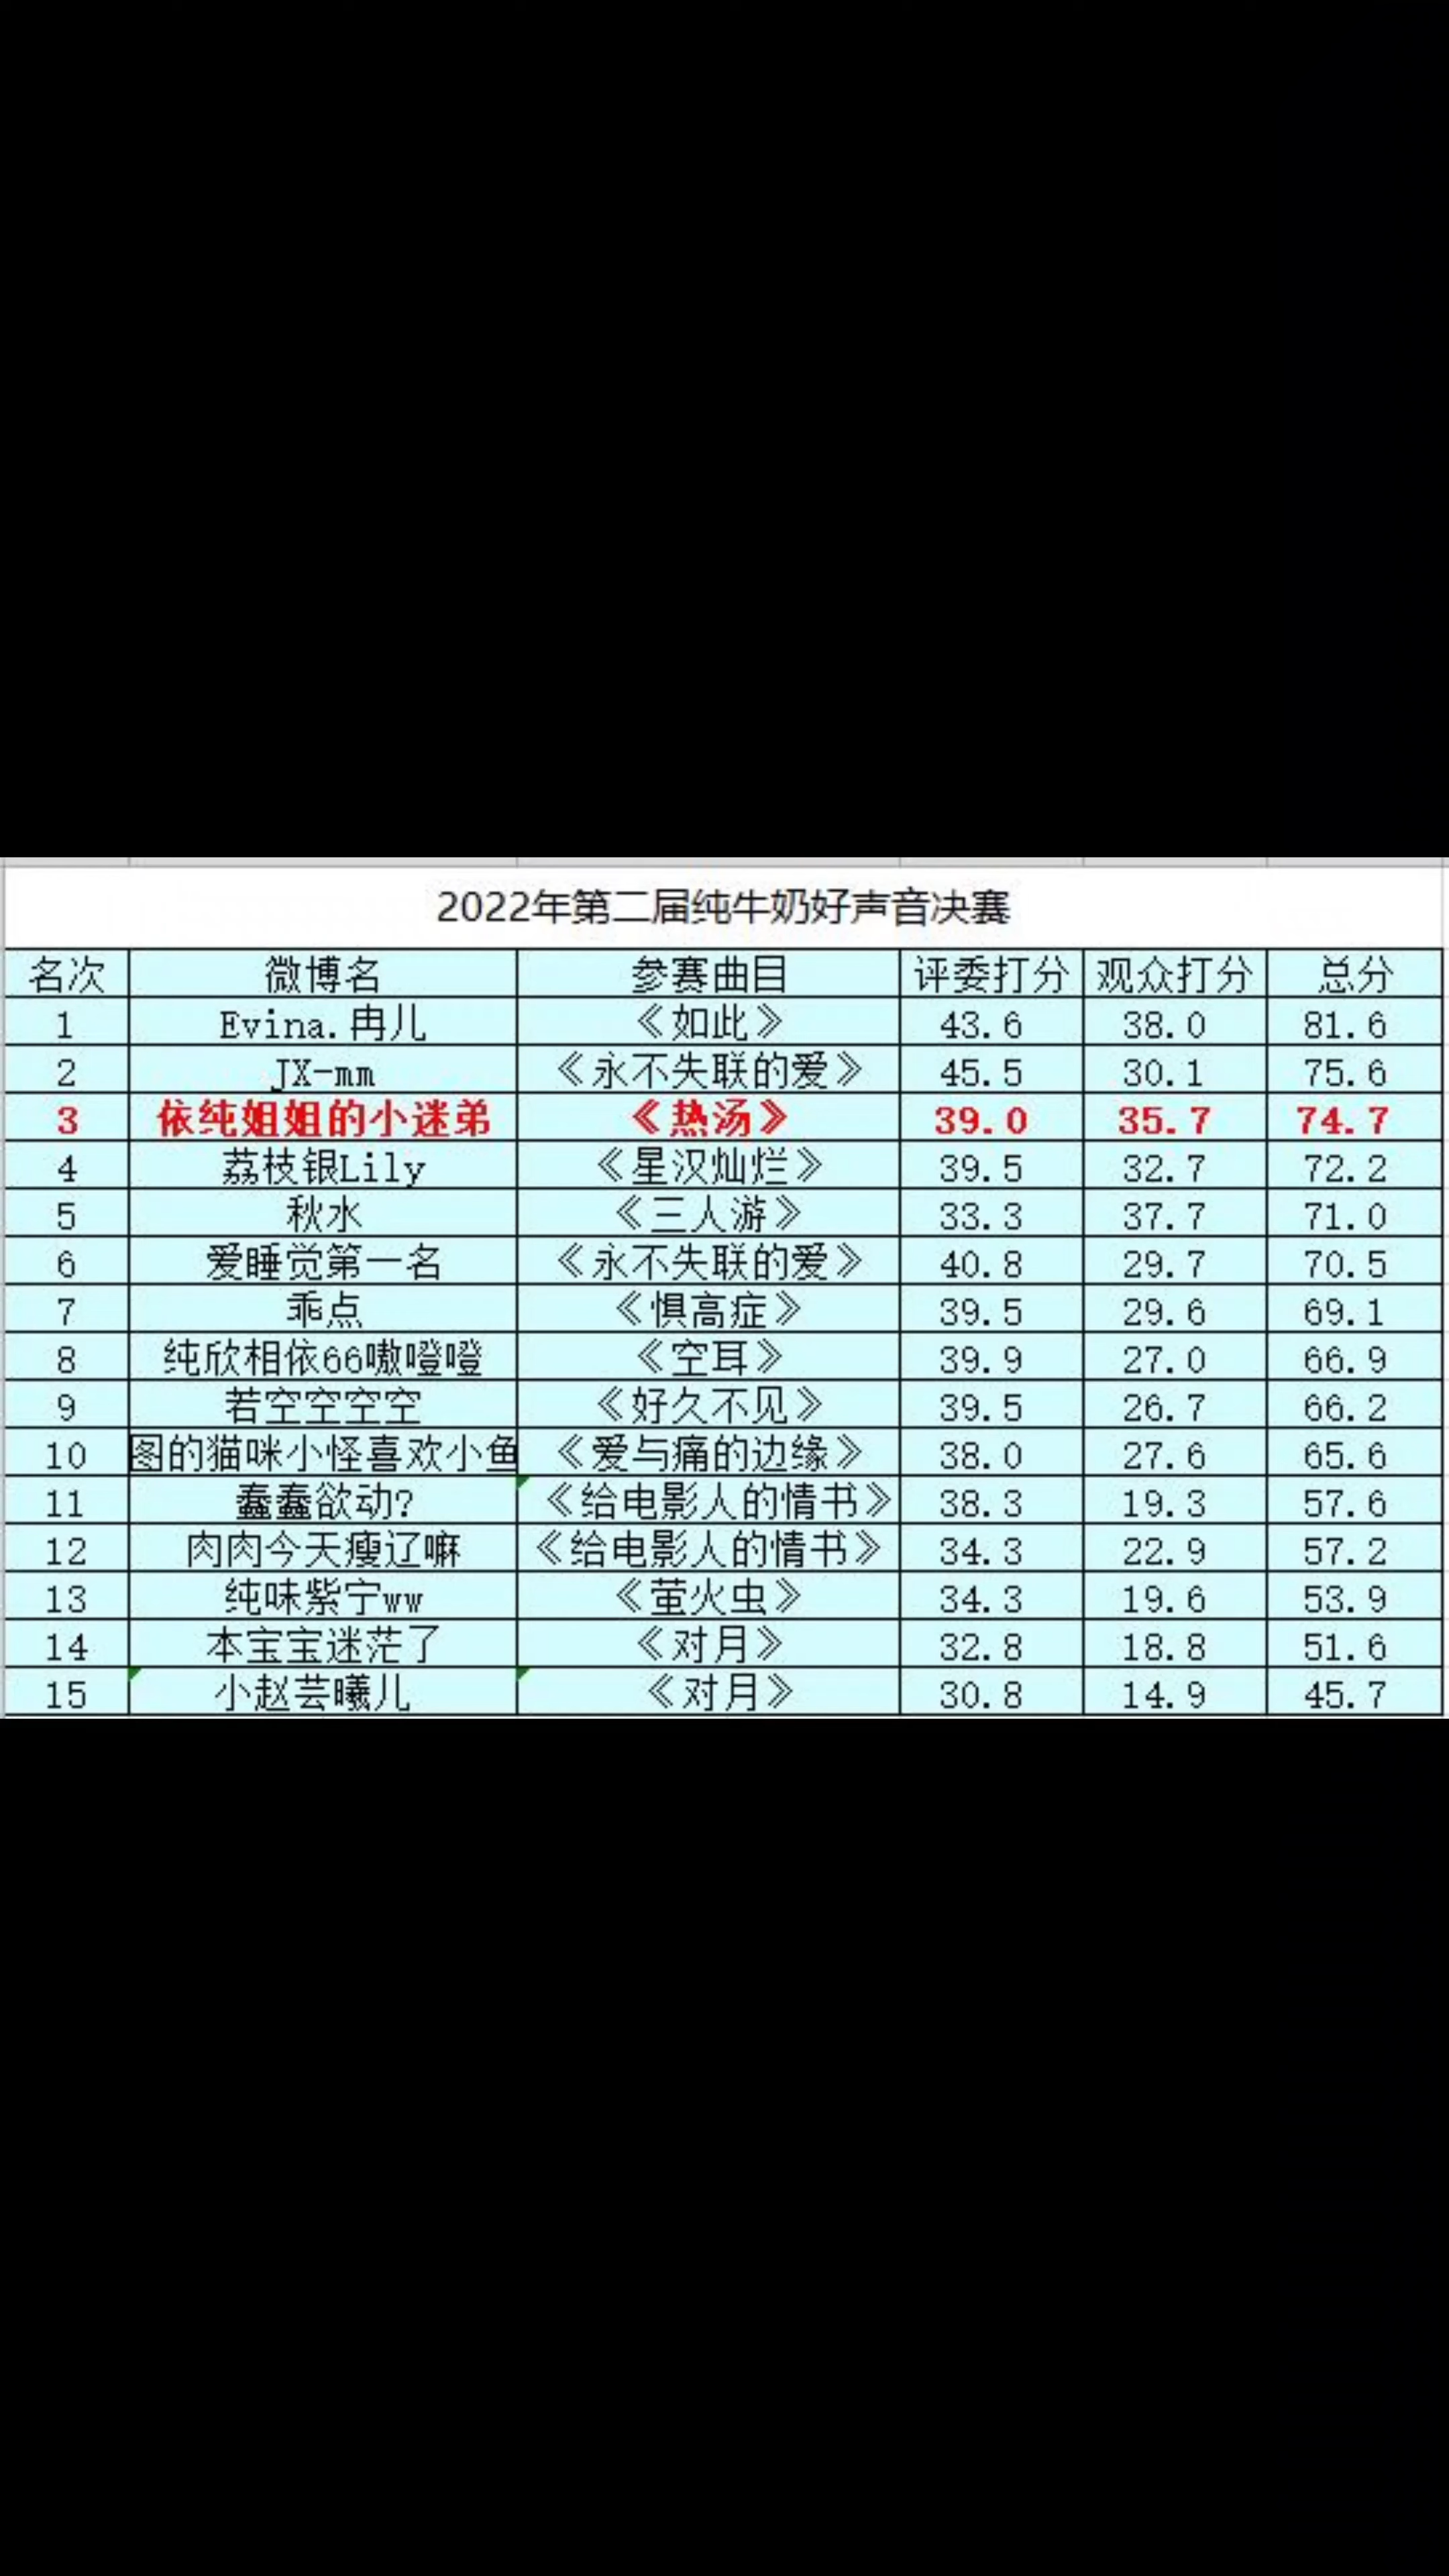 2022年第二届纯牛奶好声音决赛
名次 微博名 参赛曲目 评委打分 观众打分 总分
1 Evina.冉儿 《如此》 43.6 38.0 81.6
2 JX-mm 《永不失联的爱》 45.5 30.1 75.6
3 依纯姐姐的小迷弟 《热汤》 39.0 35.7 74.7
4 荔枝银Lily 《星汉灿烂》 39.5 32.7 72.2
5 秋水 《三人游》 33.3 37.7 71.0
6 爱睡觉第一名 《永不失联的爱》 40.8 29.7 70.5
7 乖点 《惧高症》 39.5 29.6 69.1
8 纯欣相依66嗷噔噔 《空耳》 39.9 27.0 66.9
9 若空空空空 《好久不见》 39.5 26.7 66.2
10 图的猫咪小怪喜欢小鱼 《爱与痛的边缘》 38.0 27.6 65.6
11 蠢蠢欲动? 《给电影人的情书》 38.3 19.3 57.6
12 肉肉今天瘦辽嘛 《给电影人的情书》 34.3 22.9 57.2
13 纯味紫宁ww 《萤火虫》 34.3 19.6 53.9
14 本宝宝迷茫了 《对月》 32.8 18.8 51.6
15 小赵芸曦儿 《对月》 30.8 14.9 45.7